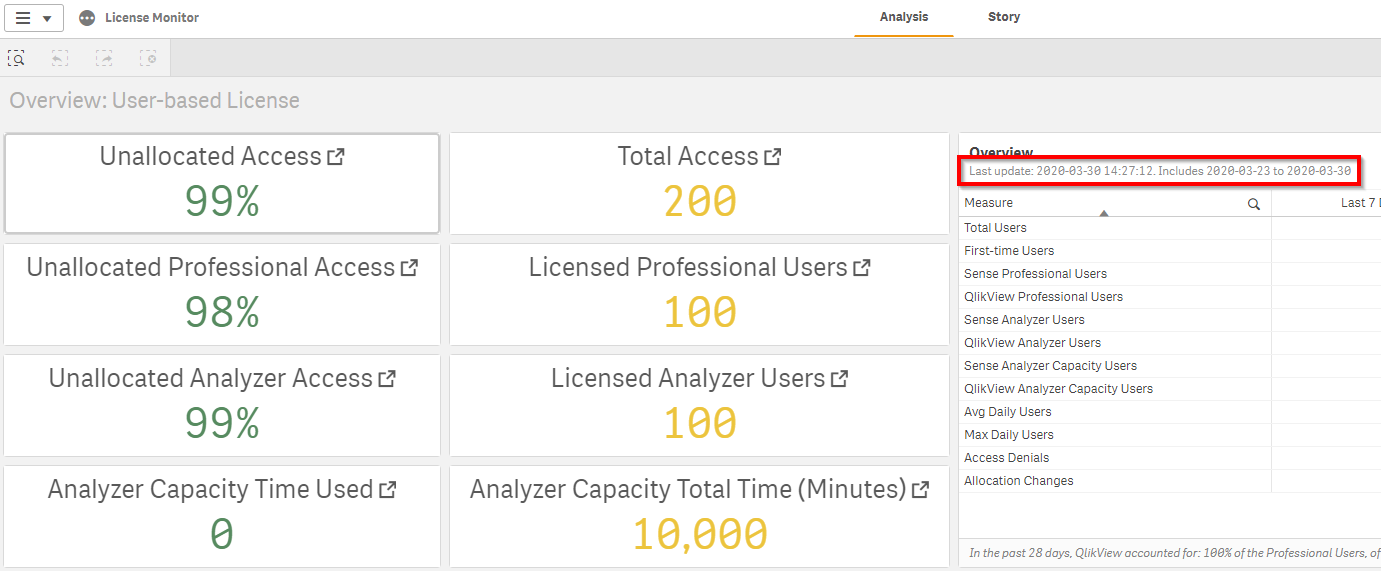 License Monitor
Analysis
Story
Overview: User-based License
Unallocated Access
99%
Total Access
200
Unallocated Professional Access
98%
Licensed Professional Users
100
Unallocated Analyzer Access
99%
Licensed Analyzer Users
100
Analyzer Capacity Time Used
0
Analyzer Capacity Total Time (Minutes)
10,000
Overview
Last update: 2020-03-30 14:27:12. Includes 2020-03-23 to 2020-03-30
Measure
Last 7
Total Users
First-time Users
Sense Professional Users
QlikView Professional Users
Sense Analyzer Users
QlikView Analyzer Users
Sense Analyzer Capacity Users
QlikView Analyzer Capacity Users
Avg Daily Users
Max Daily Users
Access Denials
Allocation Changes
In the past 28 days, QlikView accounted for: 100% of the Professional Users, of